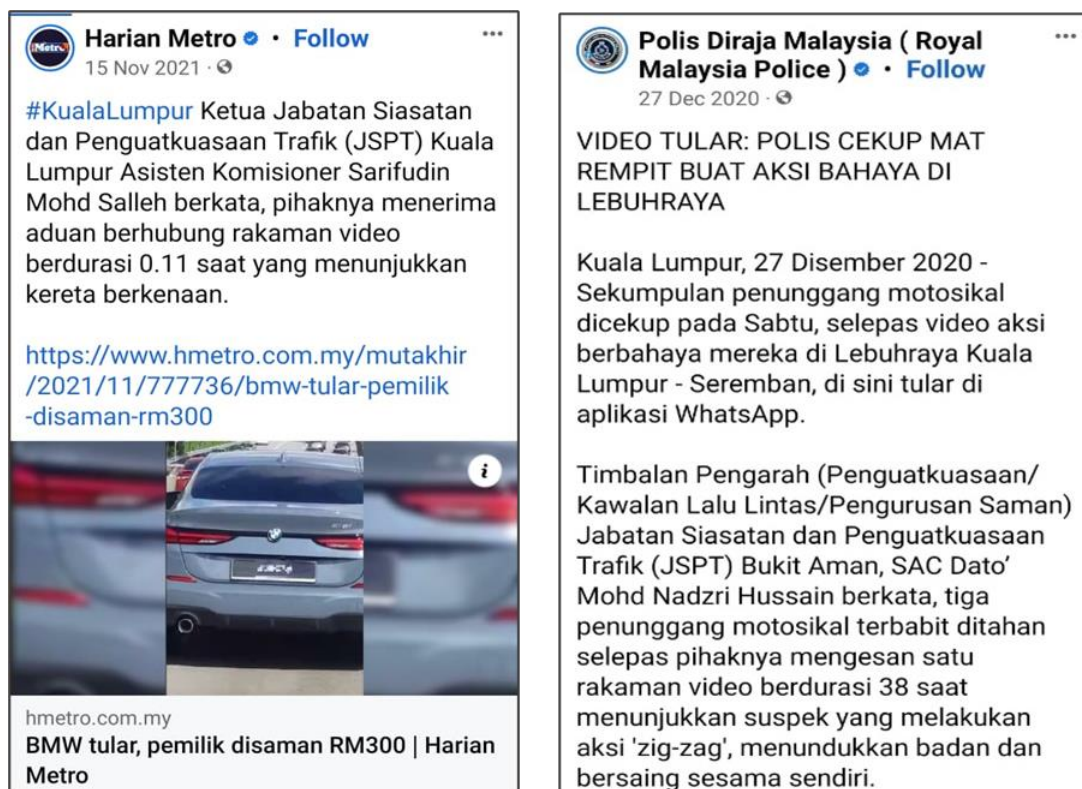 Harian Metro • Follow
15 Nov 2021 ·
#KualaLumpur Ketua Jabatan Siasatan
dan Penguatkuasaan Trafik (JSPT) Kuala
Lumpur Asisten Komisioner Sarifudin
Mohd Salleh berkata, pihaknya menerima
aduan berhubung rakaman video
berdurasi 0.11 saat yang menunjukkan
kereta berkenaan.
https://www.hmetro.com.my/mutakhir
/2021/11/777736/bmw-tular-pemilik
-disaman-rm300
hmetro.com.my
BMW tular, pemilik disaman RM300 | Harian
Metro
Polis Diraja Malaysia ( Royal
Malaysia Police ) • Follow
27 Dec 2020 ·
VIDEO TULAR: POLIS CEKUP MAT
REMPIT BUAT AKSI BAHAYA DI
LEBUHRAYA
Kuala Lumpur, 27 Disember 2020 -
Sekumpulan penunggang motosikal
dicekup pada Sabtu, selepas video aksi
berbahaya mereka di Lebuhraya Kuala
Lumpur - Seremban, di sini tular di
aplikasi WhatsApp.
Timbalan Pengarah (Penguatkuasaan/
Kawalan Lalu Lintas/Pengurusan Saman)
Jabatan Siasatan dan Penguatkuasaan
Trafik (JSPT) Bukit Aman, SAC Dato’
Mohd Nadzri Hussain berkata, tiga
penunggang motosikal terbabit ditahan
selepas pihaknya mengesan satu
rakaman video berdurasi 38 saat
menunjukkan suspek yang melakukan
aksi 'zig-zag', menundukkan badan dan
bersaing sesama sendiri.